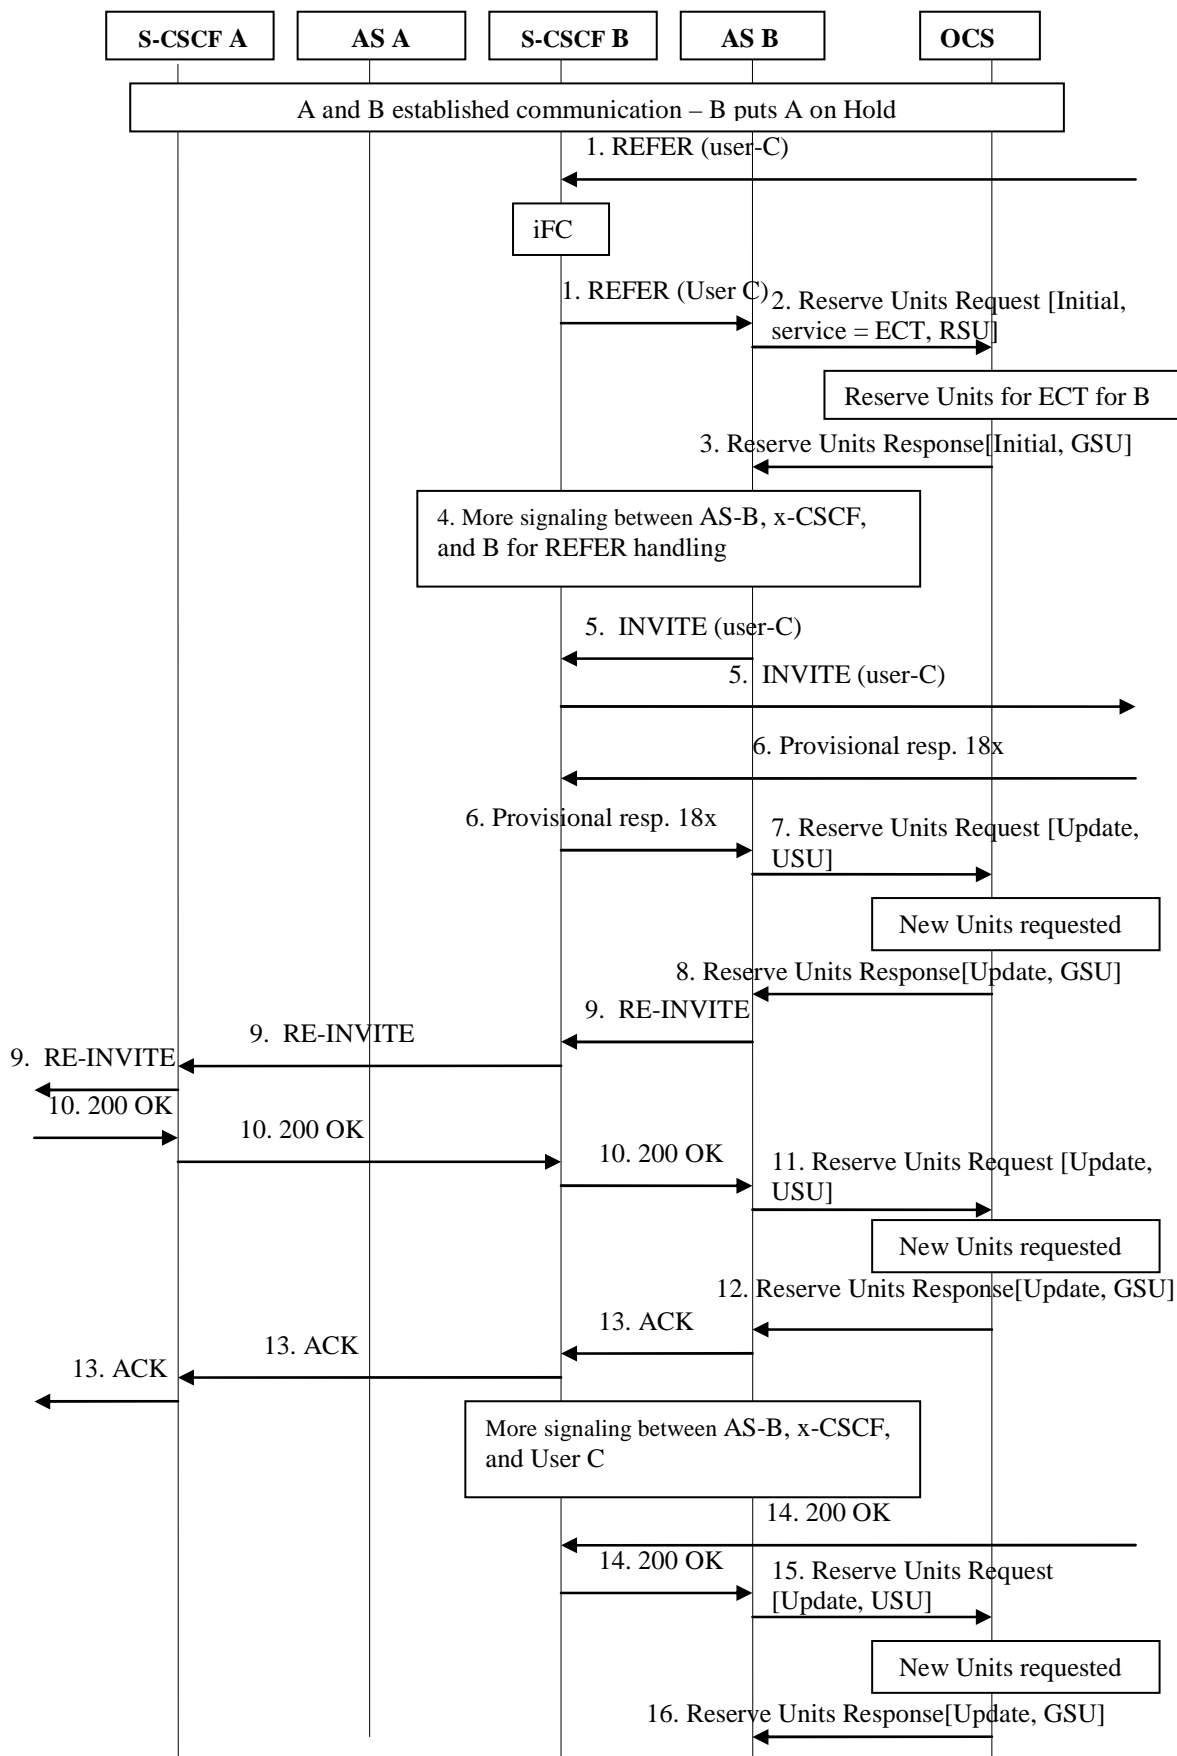 S-CSCF A
AS A
S-CSCF B
AS B
OCS
A and B established communication – B puts A on Hold
1. REFER (user-C)
iFC
1. REFER (User C)
2. Reserve Units Request [Initial,
service = ECT, RSU]
Reserve Units for ECT for B
3. Reserve Units Response[Initial, GSU]
4. More signaling between AS-B, x-CSCF,
and B for REFER handling
5.  INVITE (user-C)
5.  INVITE (user-C)
6. Provisional resp. 18x
6. Provisional resp. 18x
7. Reserve Units Request [Update,
USU]
New Units requested
8. Reserve Units Response[Update, GSU]
9.  RE-INVITE
9.  RE-INVITE
9.  RE-INVITE
10. 200 OK
10. 200 OK
10. 200 OK
11. Reserve Units Request [Update,
USU]
New Units requested
12. Reserve Units Response[Update, GSU]
13. ACK
13. ACK
13. ACK
More signaling between AS-B, x-CSCF,
and User C
14. 200 OK
14. 200 OK
15. Reserve Units Request
[Update, USU]
New Units requested
16. Reserve Units Response[Update, GSU]